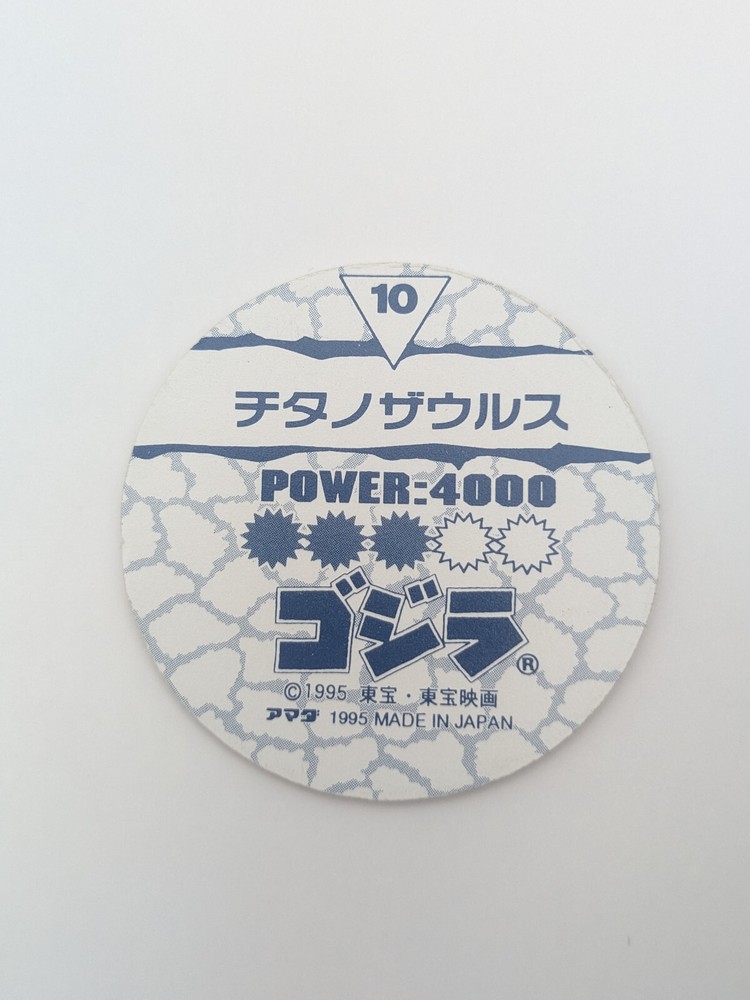 10
チタノザウルス
POWER:4000
ゴジラ®
©1995 東宝・東宝映画
アマダ 1995 MADE IN JAPAN